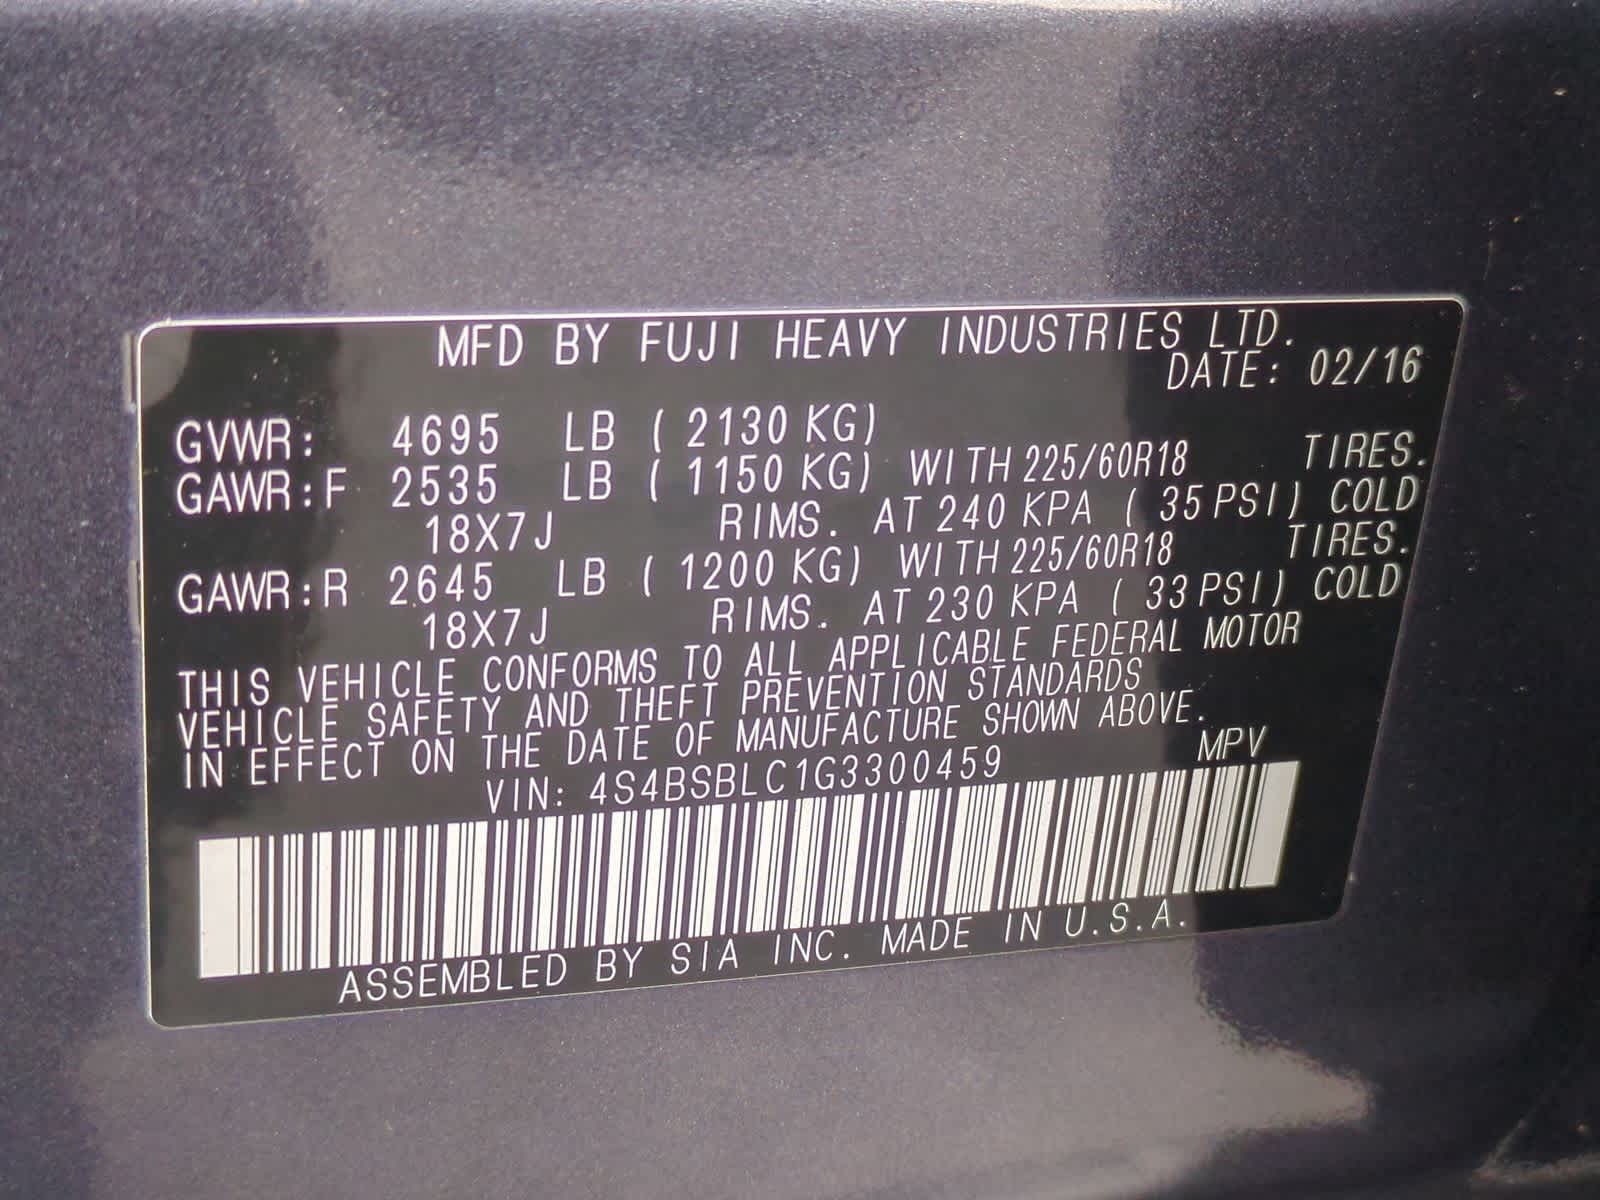 MFD BY FUJI HEAVY INDUSTRIES LTD.
DATE: 02/16
GVWR: 4695 LB ( 2130 KG)
GAWR:F 2535 LB ( 1150 KG) WITH 225/60R18 TIRES.
18X7J RIMS. AT 240 KPA ( 35 PSI) COLD
GAWR:R 2645 LB ( 1200 KG) WITH 225/60R18 TIRES.
18X7J RIMS. AT 230 KPA ( 33 PSI) COLD
THIS VEHICLE CONFORMS TO ALL APPLICABLE FEDERAL MOTOR
VEHICLE SAFETY AND THEFT PREVENTION STANDARDS
IN EFFECT ON THE DATE OF MANUFACTURE SHOWN ABOVE.
VIN: 4S4BSBLC1G3300459 MPV
ASSEMBLED BY SIA INC. MADE IN U.S.A.